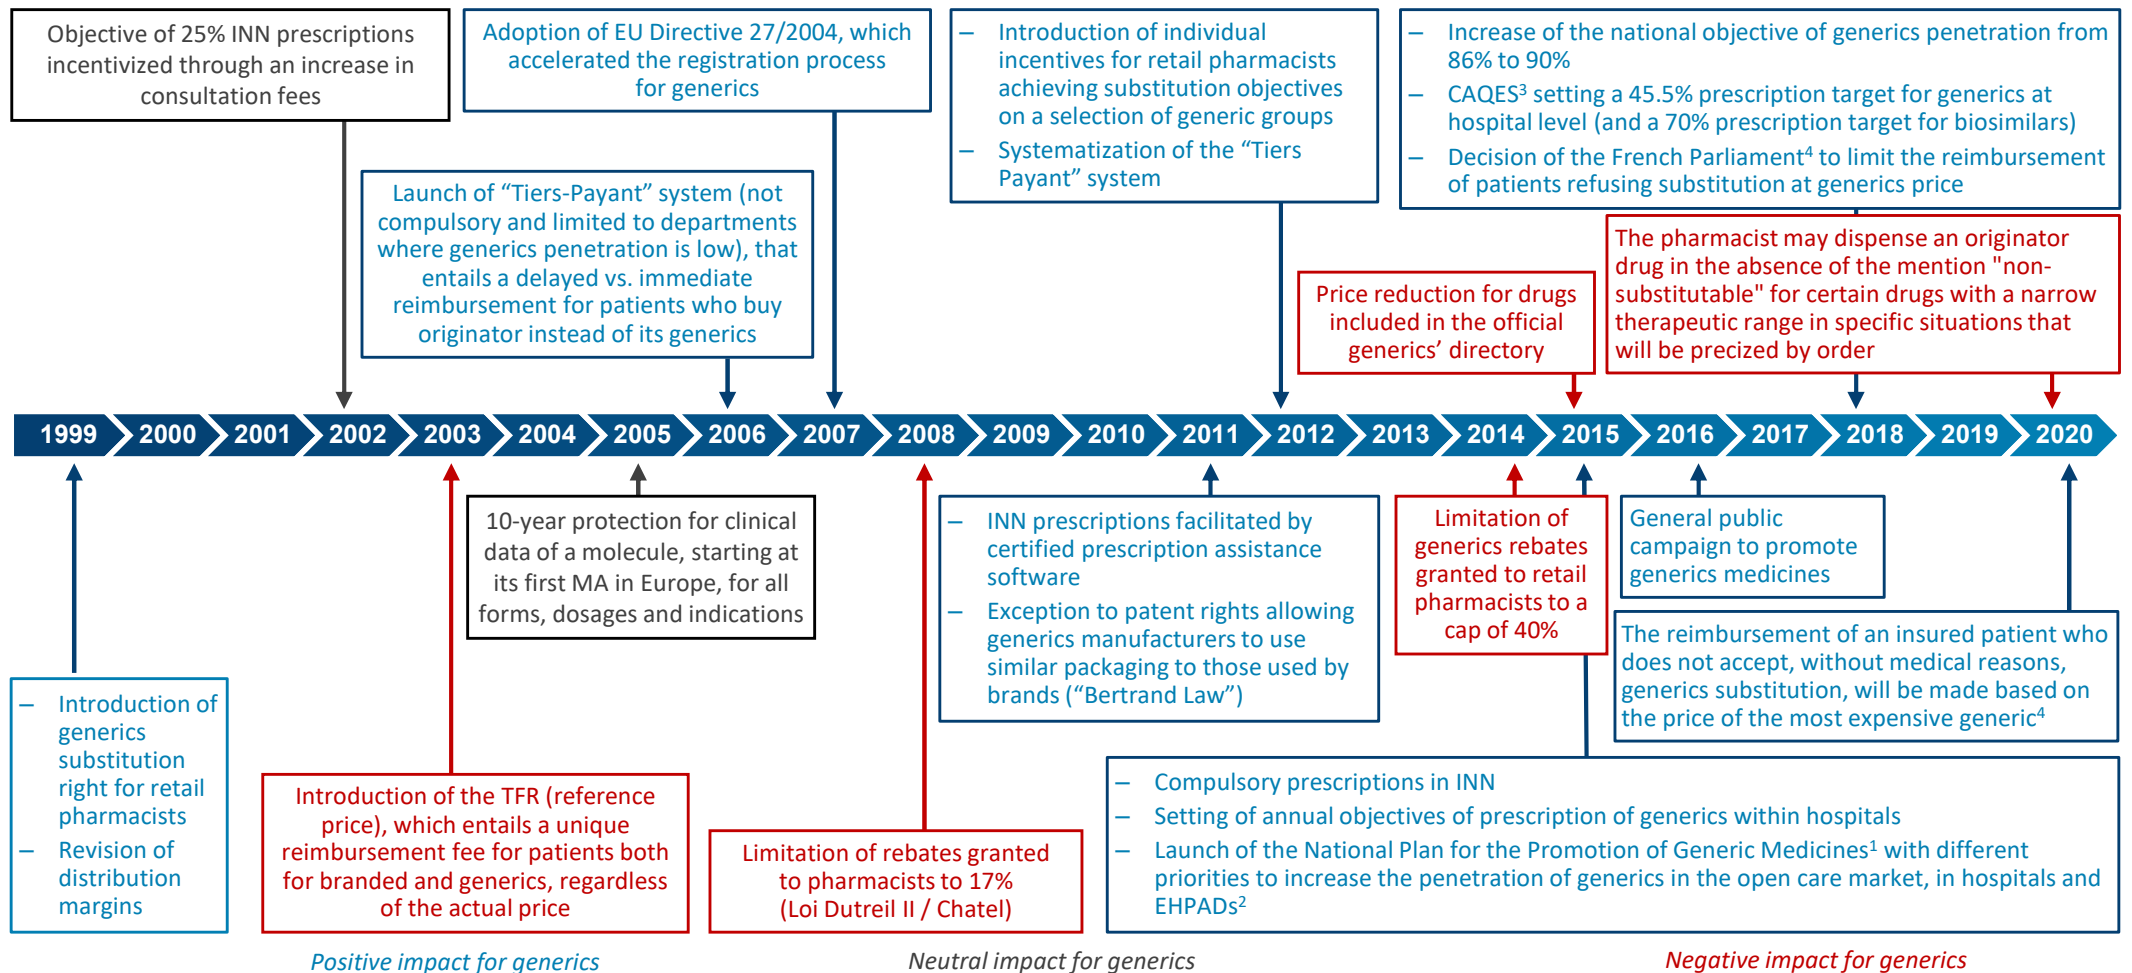 Objective of 25% INN prescriptions
incentivized through an increase in
consultation fees
Adoption of EU Directive 27/2004, which
accelerated the registration process
for generics
– Introduction of individual
incentives for retail pharmacists
achieving substitution objectives
on a selection of generic groups
– Systematization of the “Tiers
Payant” system
– Increase of the national objective of generics penetration from
86% to 90%
– CAQES³ setting a 45.5% prescription target for generics at
hospital level (and a 70% prescription target for biosimilars)
– Decision of the French Parliament⁴ to limit the reimbursement
of patients refusing substitution at generics price
Launch of “Tiers-Payant” system (not
compulsory and limited to departments
where generics penetration is low), that
entails a delayed vs. immediate
reimbursement for patients who buy
originator instead of its generics
Price reduction for drugs
included in the official
generics’ directory
The pharmacist may dispense an originator
drug in the absence of the mention "non-
substitutable" for certain drugs with a narrow
therapeutic range in specific situations that
will be precized by order
1999 2000 2001 2002 2003 2004 2005 2006 2007 2008 2009 2010 2011 2012 2013 2014 2015 2016 2017 2018 2019 2020
– Introduction of
generics
substitution
right for retail
pharmacists
– Revision of
distribution
margins
Introduction of the TFR (reference
price), which entails a unique
reimbursement fee for patients both
for branded and generics, regardless
of the actual price
10-year protection for clinical
data of a molecule, starting at
its first MA in Europe, for all
forms, dosages and indications
Limitation of rebates granted
to pharmacists to 17%
(Loi Dutreil II / Chatel)
– INN prescriptions facilitated by
certified prescription assistance
software
– Exception to patent rights allowing
generics manufacturers to use
similar packaging to those used by
brands (“Bertrand Law”)
Limitation of
generics rebates
granted to retail
pharmacists to a
cap of 40%
General public
campaign to promote
generics medicines
The reimbursement of an insured patient who
does not accept, without medical reasons,
generics substitution, will be made based on
the price of the most expensive generic⁴
– Compulsory prescriptions in INN
– Setting of annual objectives of prescription of generics within hospitals
– Launch of the National Plan for the Promotion of Generic Medicines¹ with different
priorities to increase the penetration of generics in the open care market, in hospitals and
EHPADs²
Positive impact for generics
Neutral impact for generics
Negative impact for generics